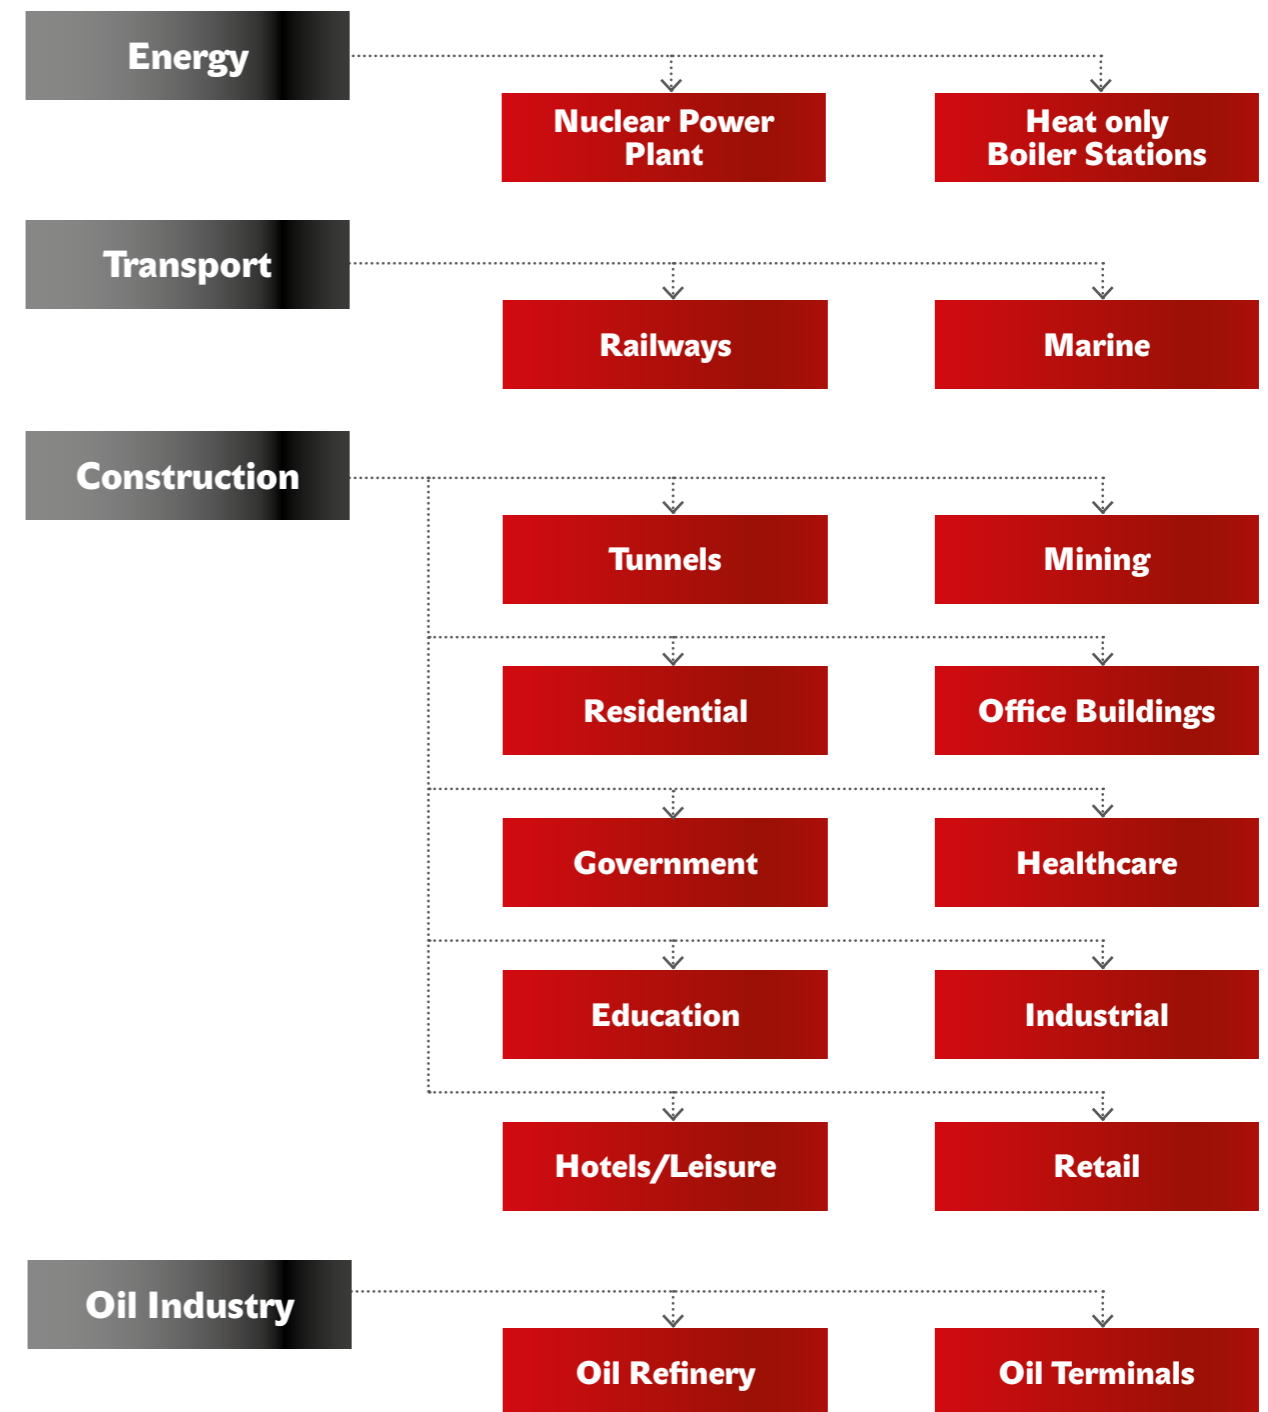 Energy
Nuclear Power
Plant
Heat only
Boiler Stations
Transport
Railways
Marine
Construction
Tunnels
Mining
Residential
Office Buildings
Government
Healthcare
Education
Industrial
Hotels/Leisure
Retail
Oil Industry
Oil Refinery
Oil Terminals